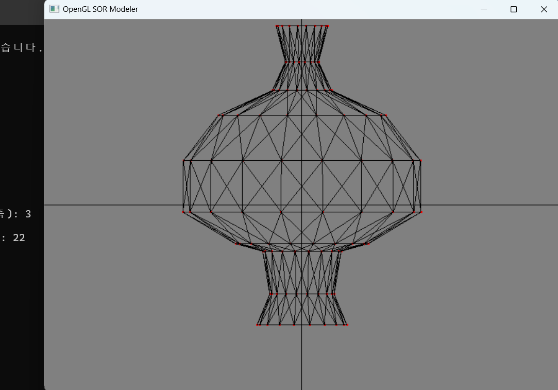 OpenGL SOR Modeler
습니다.
): 3
: 22